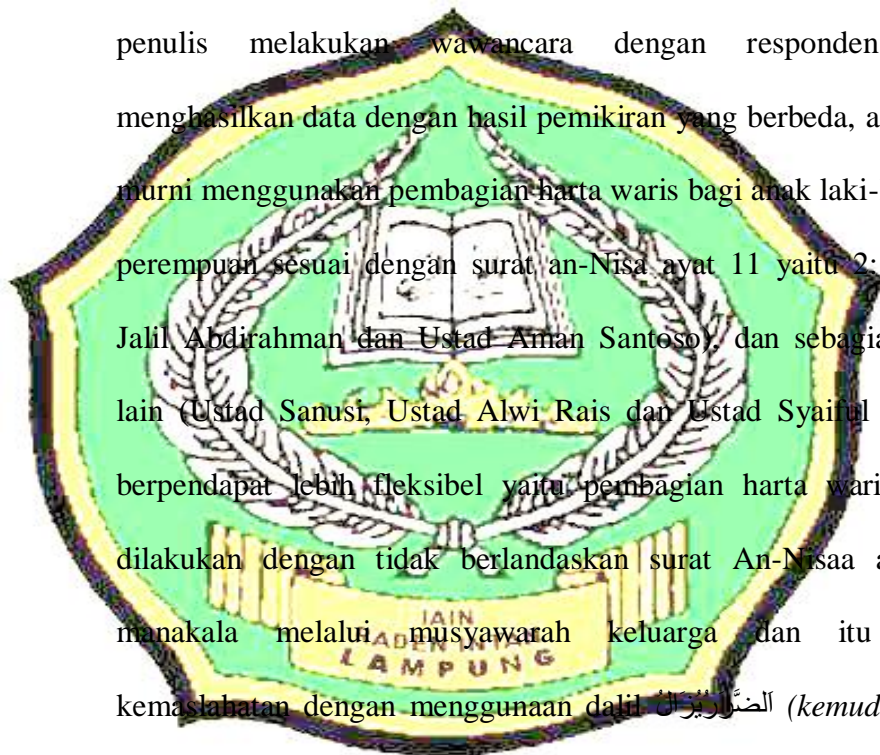 penulis melakukan wawancara dengan responden
menghasilkan data dengan hasil pemikiran yang berbeda, a
murni menggunakan pembagian harta waris bagi anak laki-
perempuan sesuai dengan surat an-Nisa ayat 11 yaitu 2:
Jalil Abdirahman dan Ustad Aman Santoso), dan sebagia
lain (Ustad Sanusi, Ustad Alwi Rais dan Ustad Syaiful
berpendapat lebih fleksibel yaitu pembagian harta wari
dilakukan dengan tidak berlandaskan surat An-Nisaa a
manakala melalui musyawarah keluarga dan itu
kemaslahatan dengan menggunaan dalil (kemud
IAIN
RADEN INTAN
LAMPUNG